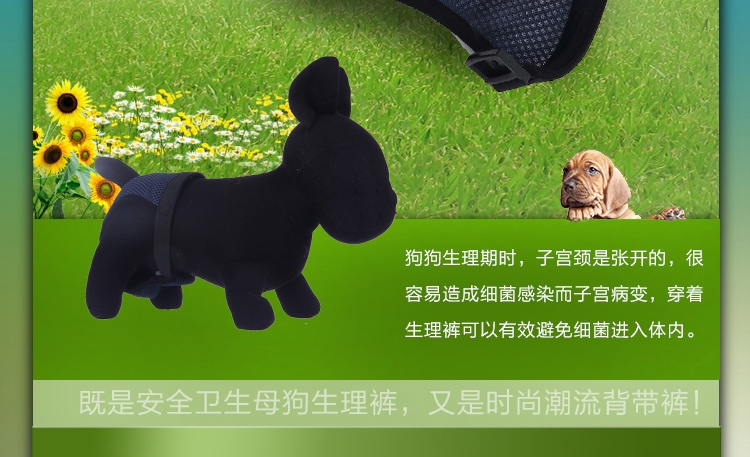 狗狗生理期时，子宫颈是张开的，很
容易造成细菌感染而子宫病变，穿着
生理裤可以有效避免细菌进入体内。
既是安全卫生母狗生理裤，又是时尚潮流背带裤！